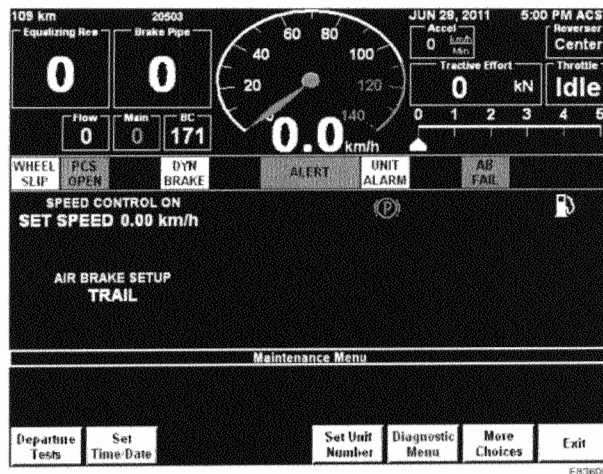 109 km 20503 JUN 28, 2011 5:00 PM ACS
Equalizing Res Brake Pipe Accel Reverser
0 0 0 km/h Min Center
Tractive Effort Throttle
0 kN Idle
Flow Main BC
0 0 171
20 40 60 80 100 120 140
0.0 km/h
0 1 2 3 4 5
WHEEL SLIP PCS OPEN DYN BRAKE ALERT UNIT ALARM AB FAIL
SPEED CONTROL ON
SET SPEED 0.00 km/h
P
AIR BRAKE SETUP
TRAIL
Maintenance Menu
Departure Tests Set Time/Date Set Unit Number Diagnostic Menu More Choices Exit